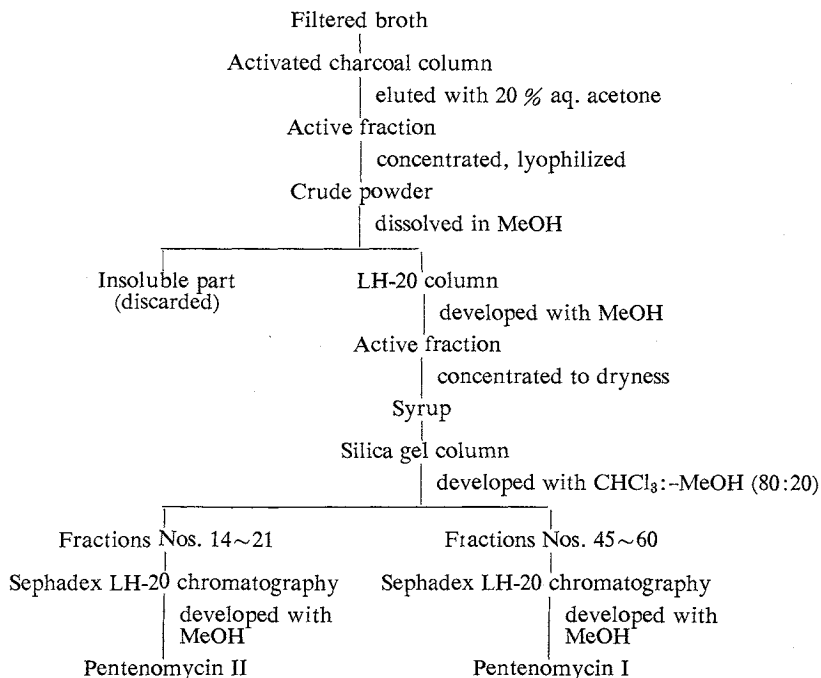 Filtered broth
Activated charcoal column
eluted with 20 % aq. acetone
Active fraction
concentrated, lyophilized
Crude powder
dissolved in MeOH
Insoluble part
(discarded)
LH-20 column
developed with MeOH
Active fraction
concentrated to dryness
Syrup
Silica gel column
developed with CHCl₃:-MeOH (80:20)
Fractions Nos. 14~21
Sephadex LH-20 chromatography
developed with
MeOH
Pentenomycin II
Fractions Nos. 45~60
Sephadex LH-20 chromatography
developed with
MeOH
Pentenomycin I